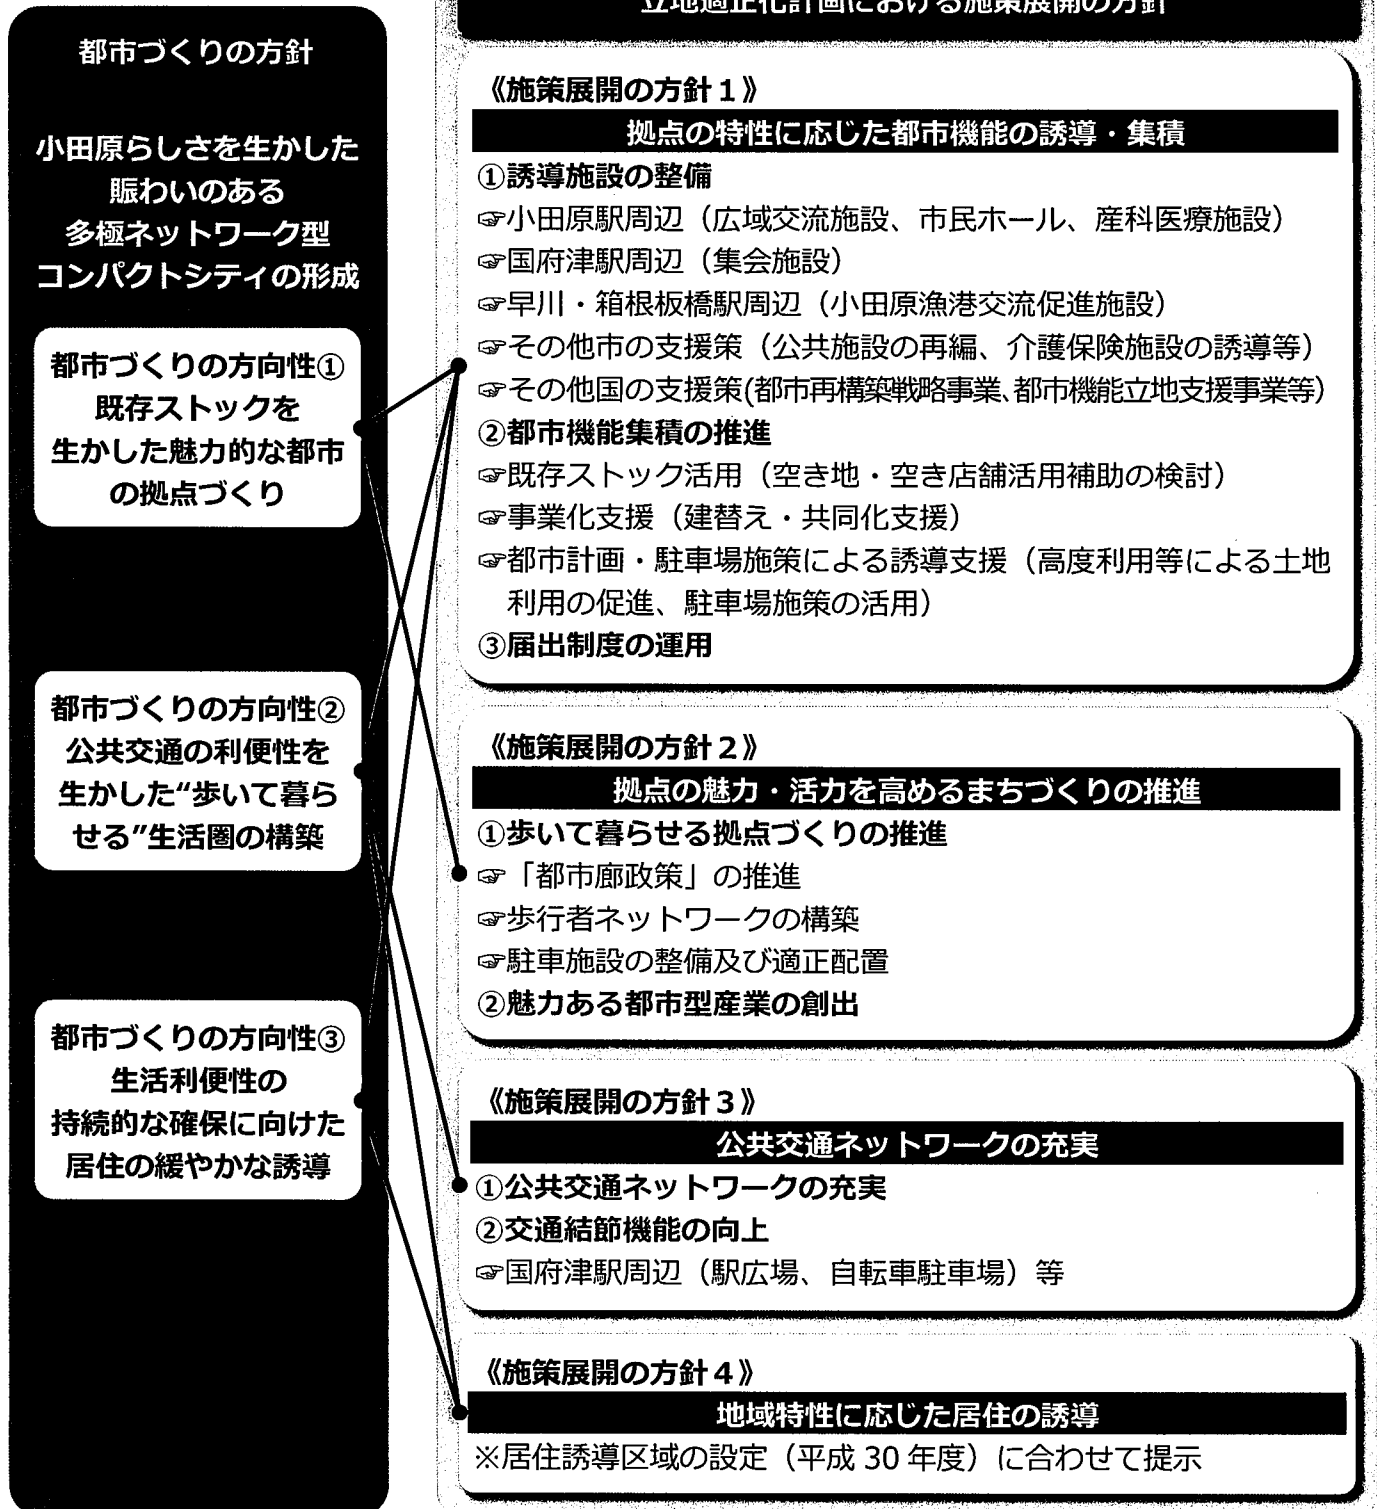 都市づくりの方針
小田原らしさを生かした
賑わいのある
多極ネットワーク型
コンパクトシティの形成
都市づくりの方向性①
既存ストックを
生かした魅力的な都市
の拠点づくり
都市づくりの方向性②
公共交通の利便性を
生かした“歩いて暮ら
せる”生活圏の構築
都市づくりの方向性③
生活利便性の
持続的な確保に向けた
居住の緩やかな誘導
立地適正化計画における施策展開の方針
《施策展開の方針１》
拠点の特性に応じた都市機能の誘導・集積
①誘導施設の整備
☞小田原駅周辺（広域交流施設、市民ホール、産科医療施設）
☞国府津駅周辺（集会施設）
☞早川・箱根板橋駅周辺（小田原漁港交流促進施設）
☞その他市の支援策（公共施設の再編、介護保険施設の誘導等）
☞その他国の支援策(都市再構築戦略事業、都市機能立地支援事業等）
②都市機能集積の推進
☞既存ストック活用（空き地・空き店舗活用補助の検討）
☞事業化支援（建替え・共同化支援）
☞都市計画・駐車場施策による誘導支援（高度利用等による土地
利用の促進、駐車場施策の活用）
③届出制度の運用
《施策展開の方針２》
拠点の魅力・活力を高めるまちづくりの推進
①歩いて暮らせる拠点づくりの推進
☞「都市廊政策」の推進
☞歩行者ネットワークの構築
☞駐車施設の整備及び適正配置
②魅力ある都市型産業の創出
《施策展開の方針３》
公共交通ネットワークの充実
①公共交通ネットワークの充実
②交通結節機能の向上
☞国府津駅周辺（駅広場、自転車駐車場）等
《施策展開の方針４》
地域特性に応じた居住の誘導
※居住誘導区域の設定（平成 30 年度）に合わせて提示